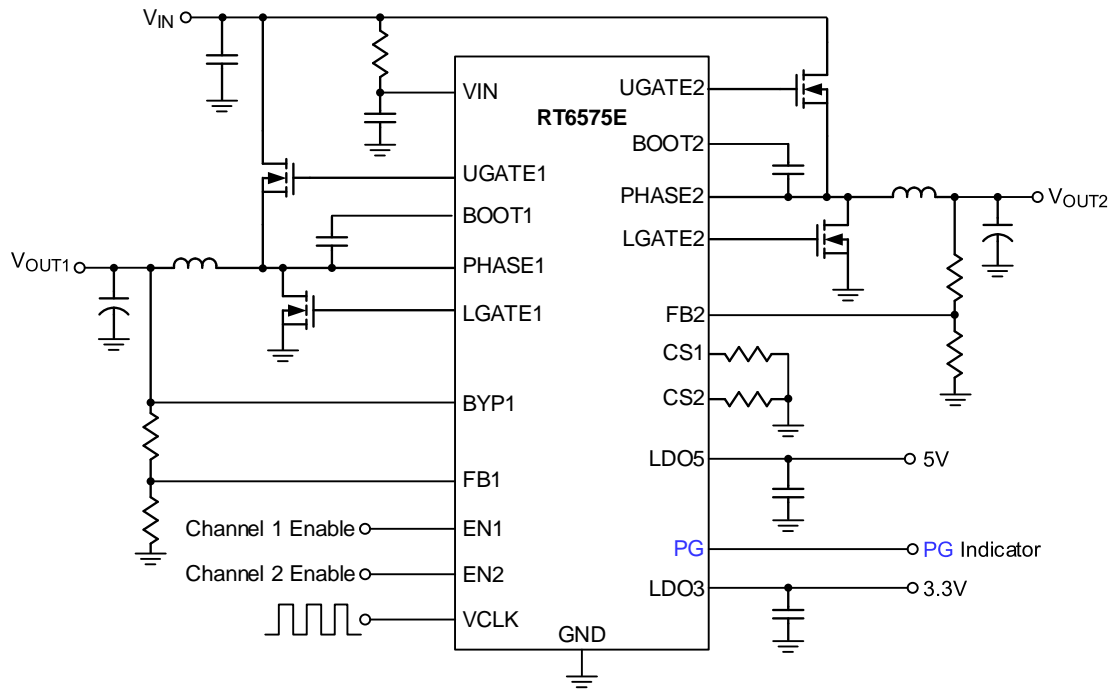 VIN
VIN
RT6575E
UGATE2
BOOT2
UGATE1
PHASE2
VOUT2
BOOT1
LGATE2
VOUT1
PHASE1
LGATE1
FB2
CS1
CS2
BYP1
LDO5
5V
FB1
Channel 1 Enable
EN1
PG
PG Indicator
Channel 2 Enable
EN2
LDO3
3.3V
VCLK
GND